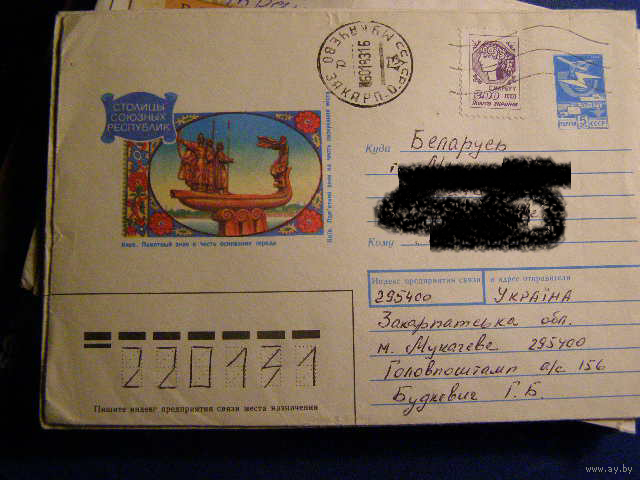 СТОЛИЦЫ
СОЮЗНЫХ
РЕСПУБЛИК
МУКАЧЕВО
ЗАКАРП. О.
ПОШТА УКРАЇНИ
ПОЧТА 5 СССР
Киев. Памятный знак в честь основания города
Куда Беларусь
г
Кому
Индекс предприятия связи и адрес отправителя
295400 УКРАЇНА
Закарпатська обл.
м. Мукачеве 295400
Головпоштамп а/с 156
Будкевич Г. Б.
220131
Пишите индекс предприятия связи места назначения
www.ay.by